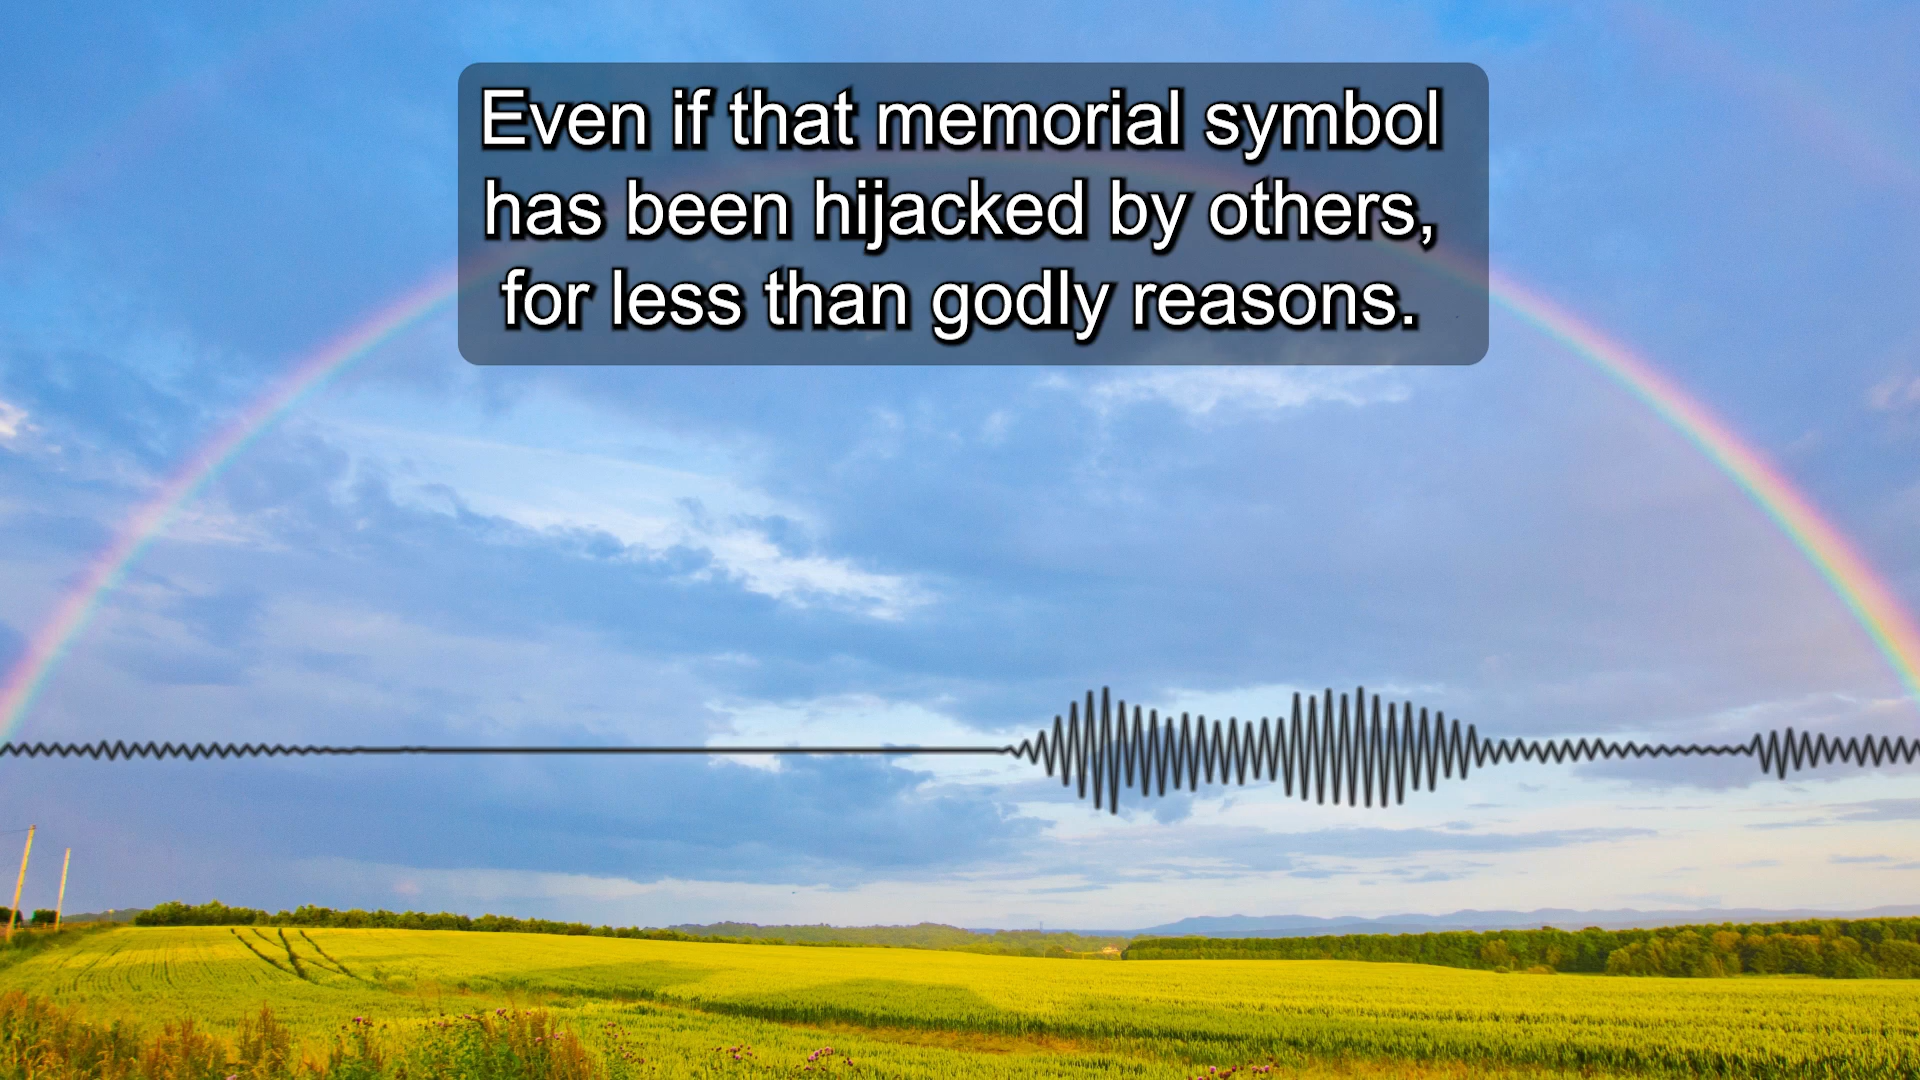 Even if that memorial symbol
has been hijacked by others,
for less than godly reasons.